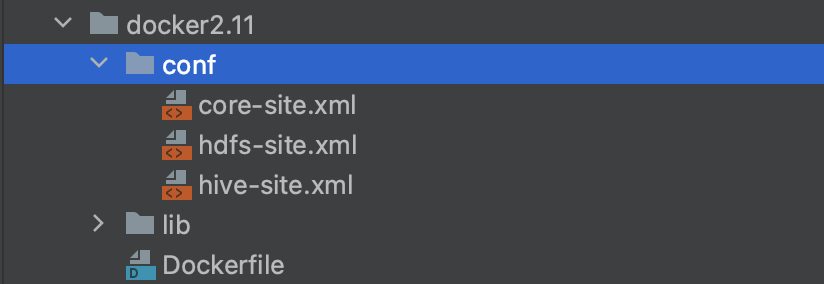 docker2.11
conf
core-site.xml
hdfs-site.xml
hive-site.xml
lib
Dockerfile